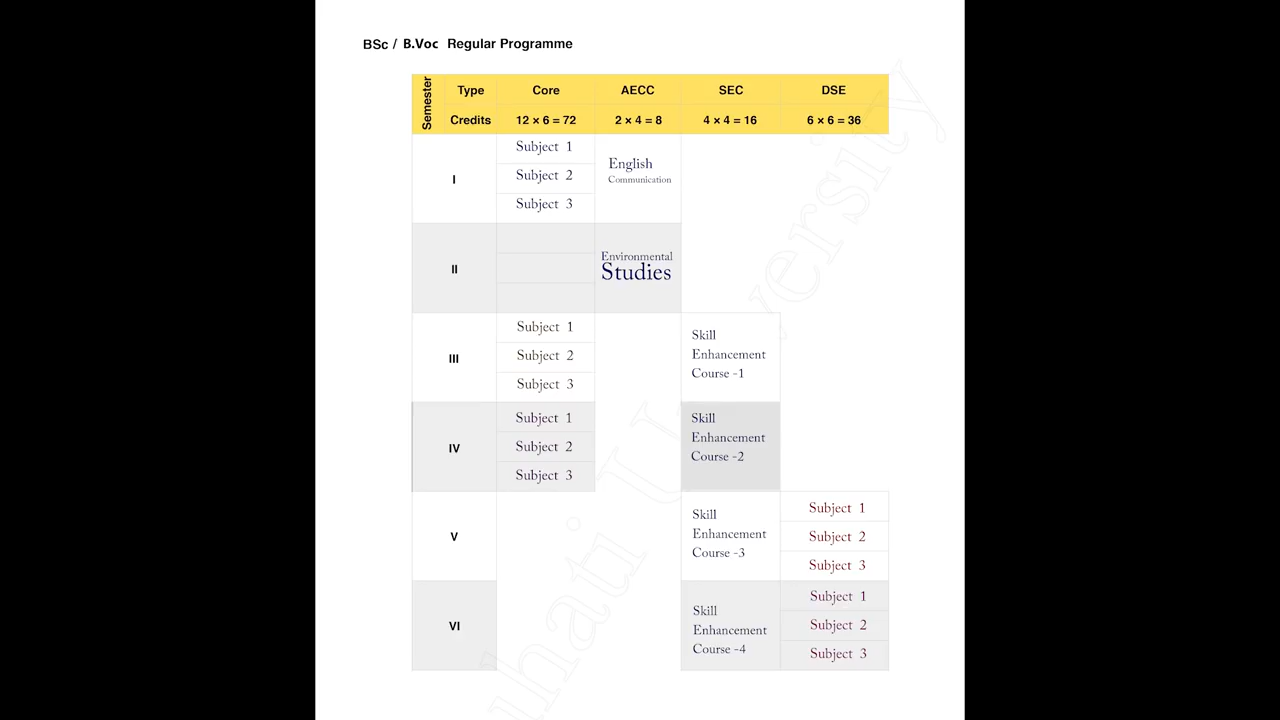 BSc / B.Voc Regular Programme
Semester Type Core AECC SEC DSE
Credits 12 × 6 = 72 2 × 4 = 8 4 × 4 = 16 6 × 6 = 36
I
Subject 1
Subject 2
Subject 3
English
Communication
II
Environmental
Studies
III
Subject 1
Subject 2
Subject 3
Skill
Enhancement
Course -1
IV
Subject 1
Subject 2
Subject 3
Skill
Enhancement
Course -2
V
Skill
Enhancement
Course -3
Subject 1
Subject 2
Subject 3
VI
Skill
Enhancement
Course -4
Subject 1
Subject 2
Subject 3